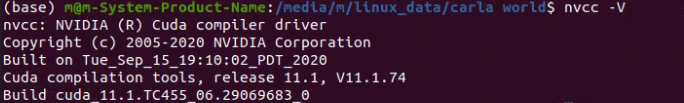 (base) m@m-System-Product-Name:/media/m/linux_data/carla world$ nvcc -V
nvcc: NVIDIA (R) Cuda compiler driver
Copyright (c) 2005-2020 NVIDIA Corporation
Built on Tue_Sep_15_19:10:02_PDT_2020
Cuda compilation tools, release 11.1, V11.1.74
Build cuda_11.1.TC455_06.29069683_0